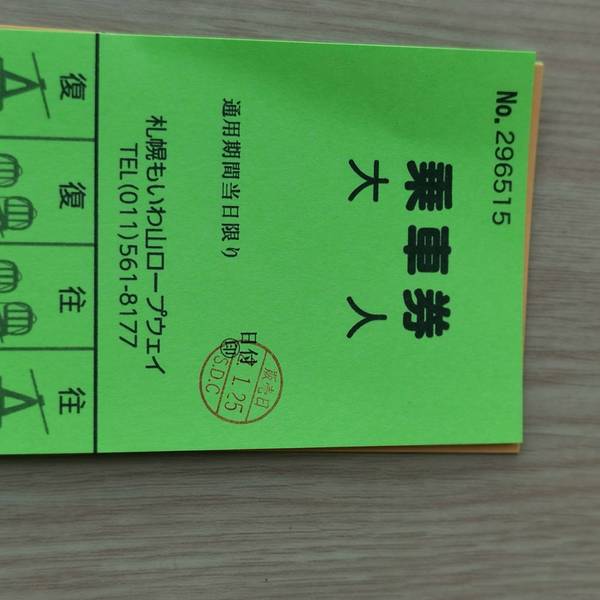 No. 296515
乗車券
大人
通用期間当日限り
日付
㊞
発売日
1.25
S.D.C
札幌もいわ山ロープウェイ
TEL(011)561-8177
復
復
往
往